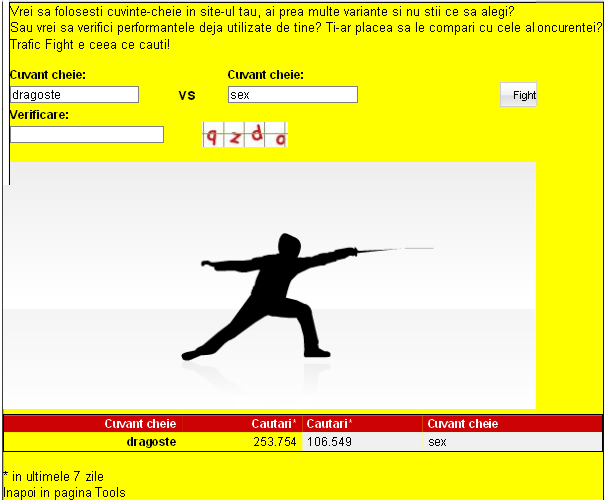 Vrei sa folosesti cuvinte-cheie in site-ul tau, ai prea multe variante si nu stii ce sa alegi?
Sau vrei sa verifici performantele deja utilizate de tine? Ti-ar placea sa le compari cu cele al oncurentei?
Trafic Fight e ceea ce cauti!
Cuvant cheie: Cuvant cheie:
dragoste VS sex Fight
Verificare:
qzdo
Cuvant cheie Cautari* Cautari* Cuvant cheie
dragoste 253.754 106.549 sex
* in ultimele 7 zile
Inapoi in pagina Tools